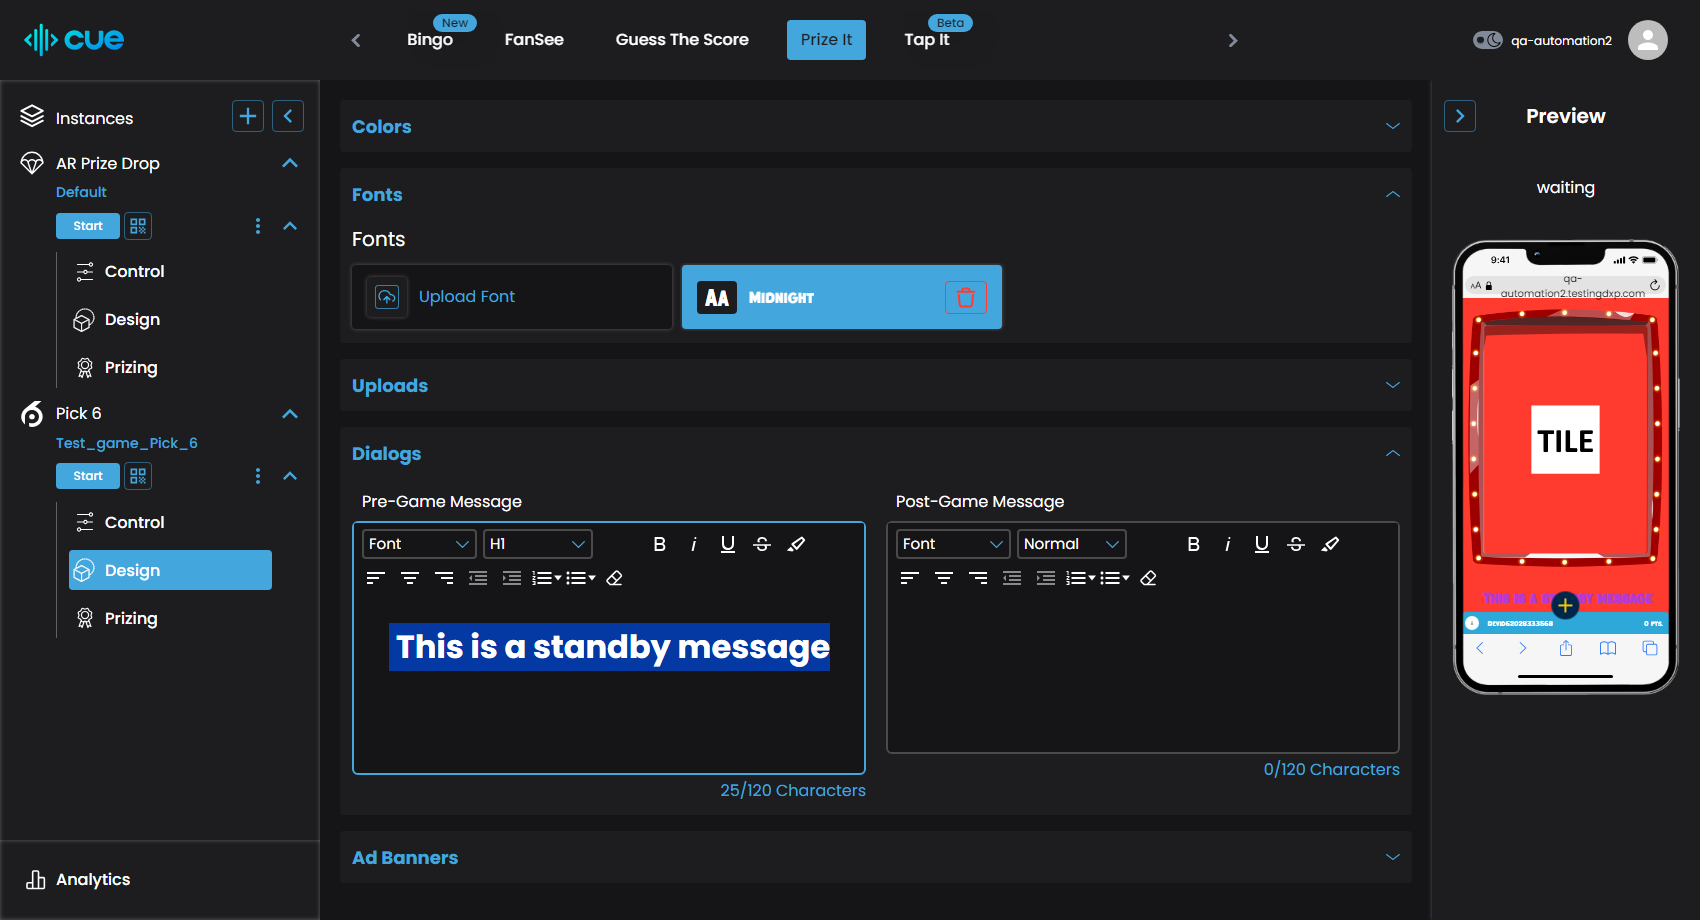 cue
New
Bingo
FanSee
Guess The Score
Prize It
Beta
Tap It
qa-automation2
Instances
AR Prize Drop
Default
Start
Control
Design
Prizing
Pick 6
Test_game_Pick_6
Start
Control
Design
Prizing
Analytics
Colors
Fonts
Fonts
Upload Font
AA
Midnight
Uploads
Dialogs
Pre-Game Message
Font
H1
B i U S
This is a standby message
25/120 Characters
Post-Game Message
Font
Normal
B i U S
0/120 Characters
Ad Banners
Preview
waiting
9:41
AA
qa-
automation2.testingdxp.com
TILE
THIS IS A STANDBY MESSAGE
0 PTS.